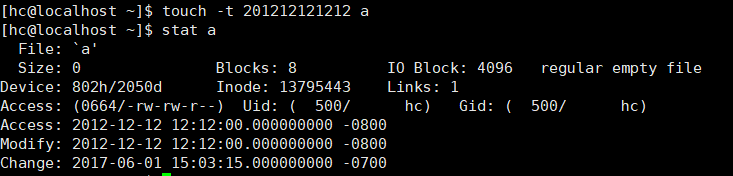 [hc@localhost ~]$ touch -t 201212121212 a
[hc@localhost ~]$ stat a
  File: `a'
  Size: 0               Blocks: 8          IO Block: 4096   regular empty file
Device: 802h/2050d      Inode: 13795443    Links: 1
Access: (0664/-rw-rw-r--)  Uid: (  500/      hc)   Gid: (  500/      hc)
Access: 2012-12-12 12:12:00.000000000 -0800
Modify: 2012-12-12 12:12:00.000000000 -0800
Change: 2017-06-01 15:03:15.000000000 -0700